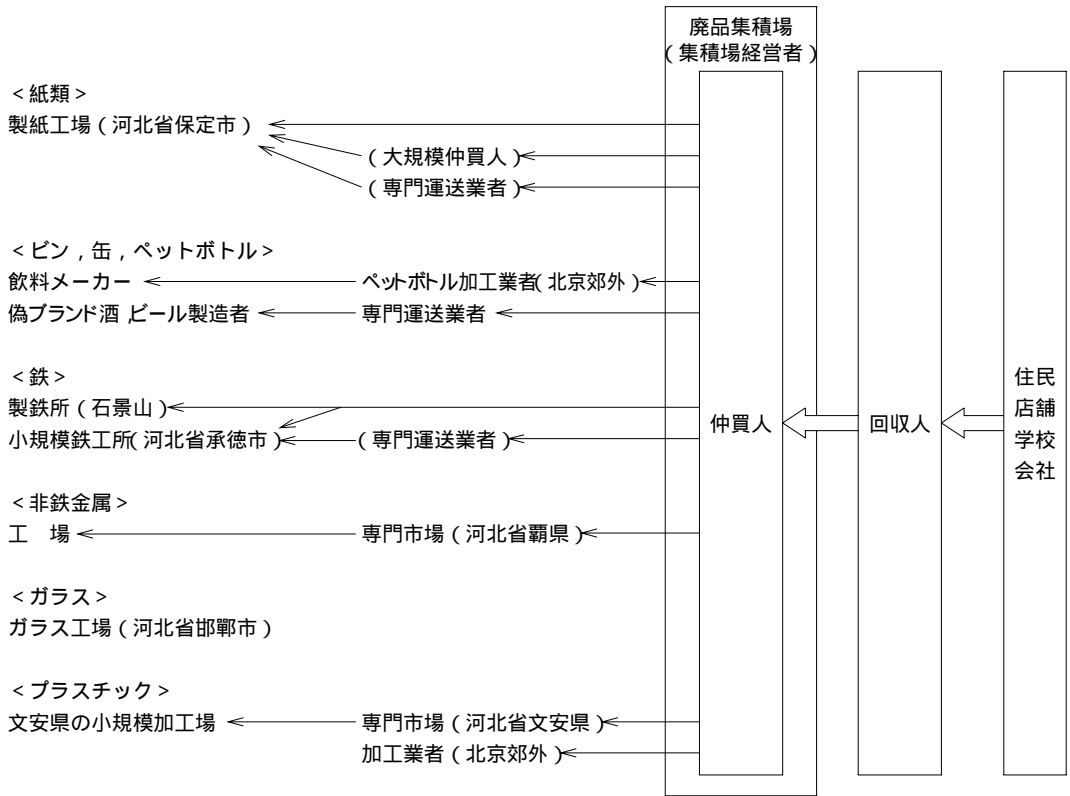 廃品集積場
（集積場経営者）
＜紙類＞
製紙工場（河北省保定市）
（大規模仲買人）
（専門運送業者）
＜ビン，缶，ペットボトル＞
飲料メーカー
ペットボトル加工業者（北京郊外）
偽ブランド酒，ビール製造者
専門運送業者
＜鉄＞
製鉄所（石景山）
小規模鉄工所（河北省承徳市）
（専門運送業者）
仲買人
回収人
住民
店舗
学校
会社
＜非鉄金属＞
工　場
専門市場（河北省覇県）
＜ガラス＞
ガラス工場（河北省邯鄲市）
＜プラスチック＞
文安県の小規模加工場
専門市場（河北省文安県）
加工業者（北京郊外）